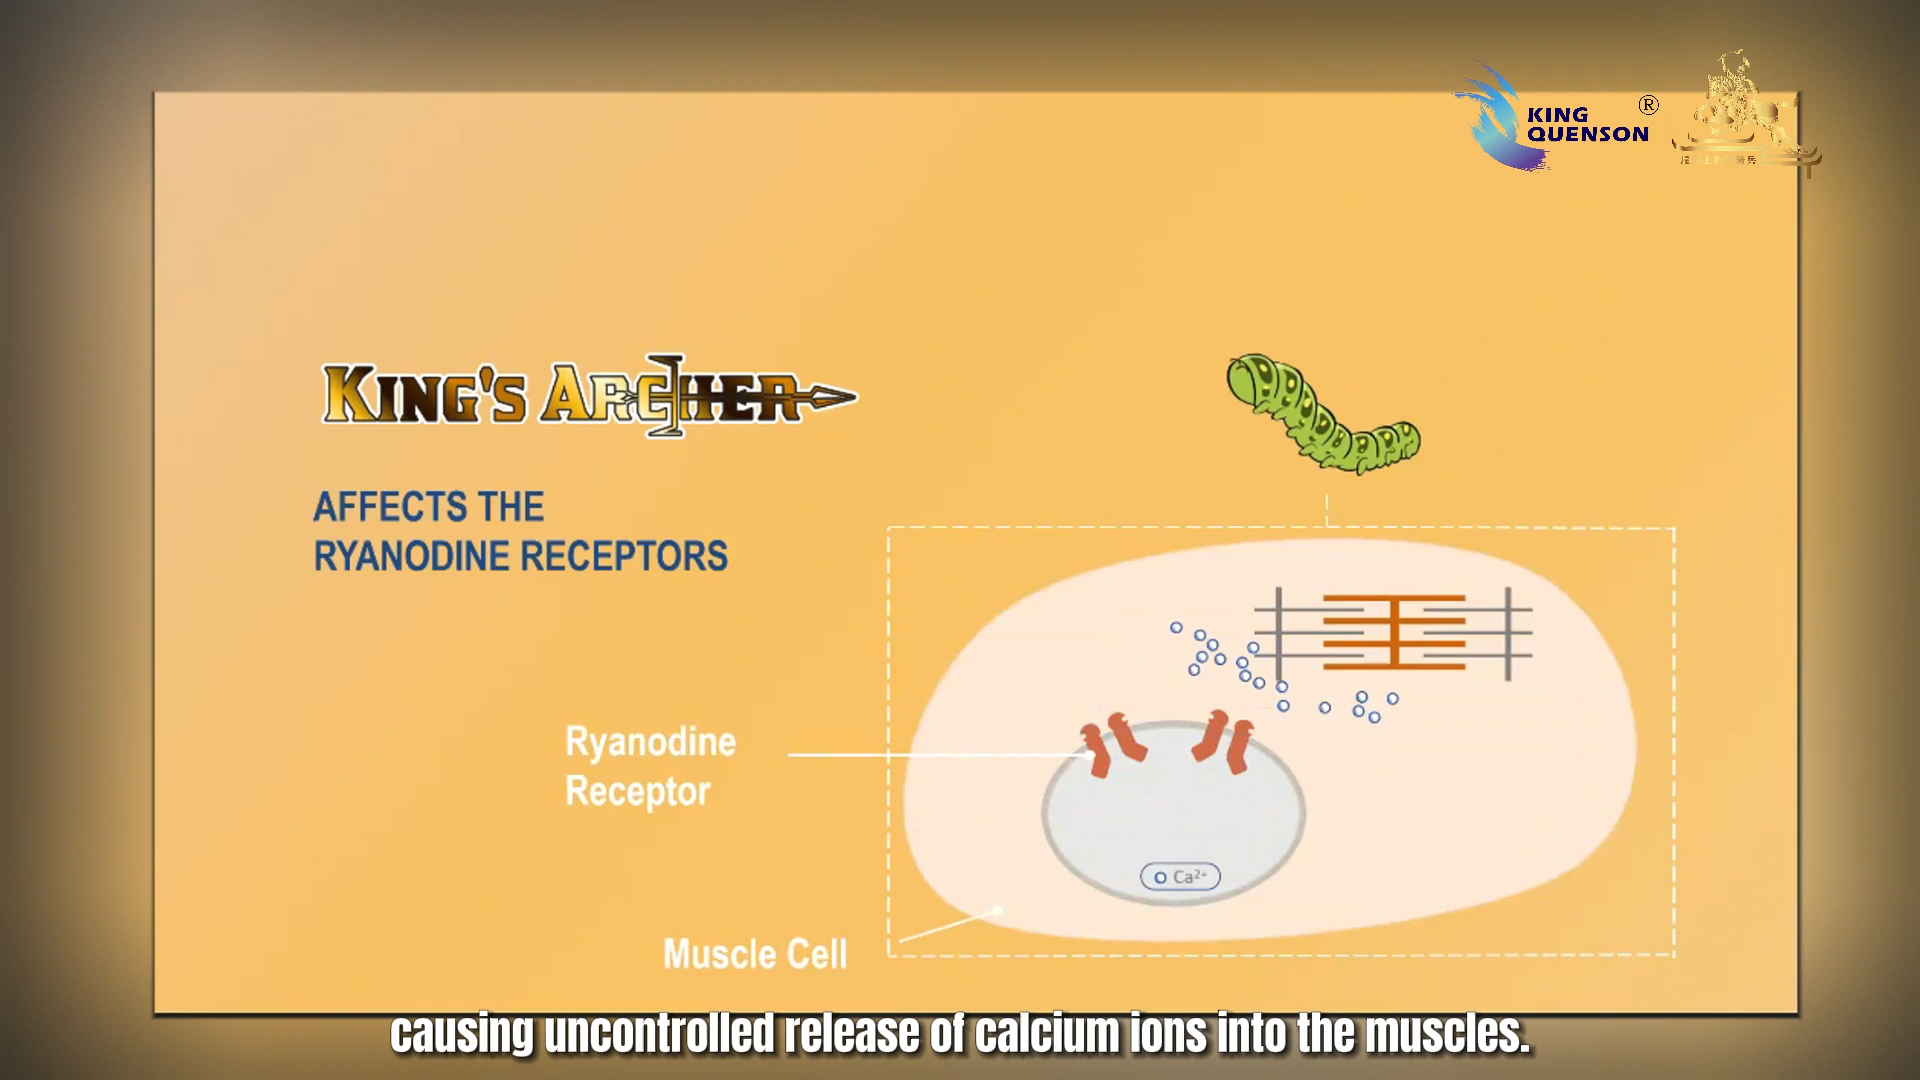 KING
QUENSON®
KING'S ARCHER
AFFECTS THE
RYANODINE RECEPTORS
Ryanodine
Receptor
Ca²⁺
Muscle Cell
causing uncontrolled release of calcium ions into the muscles.